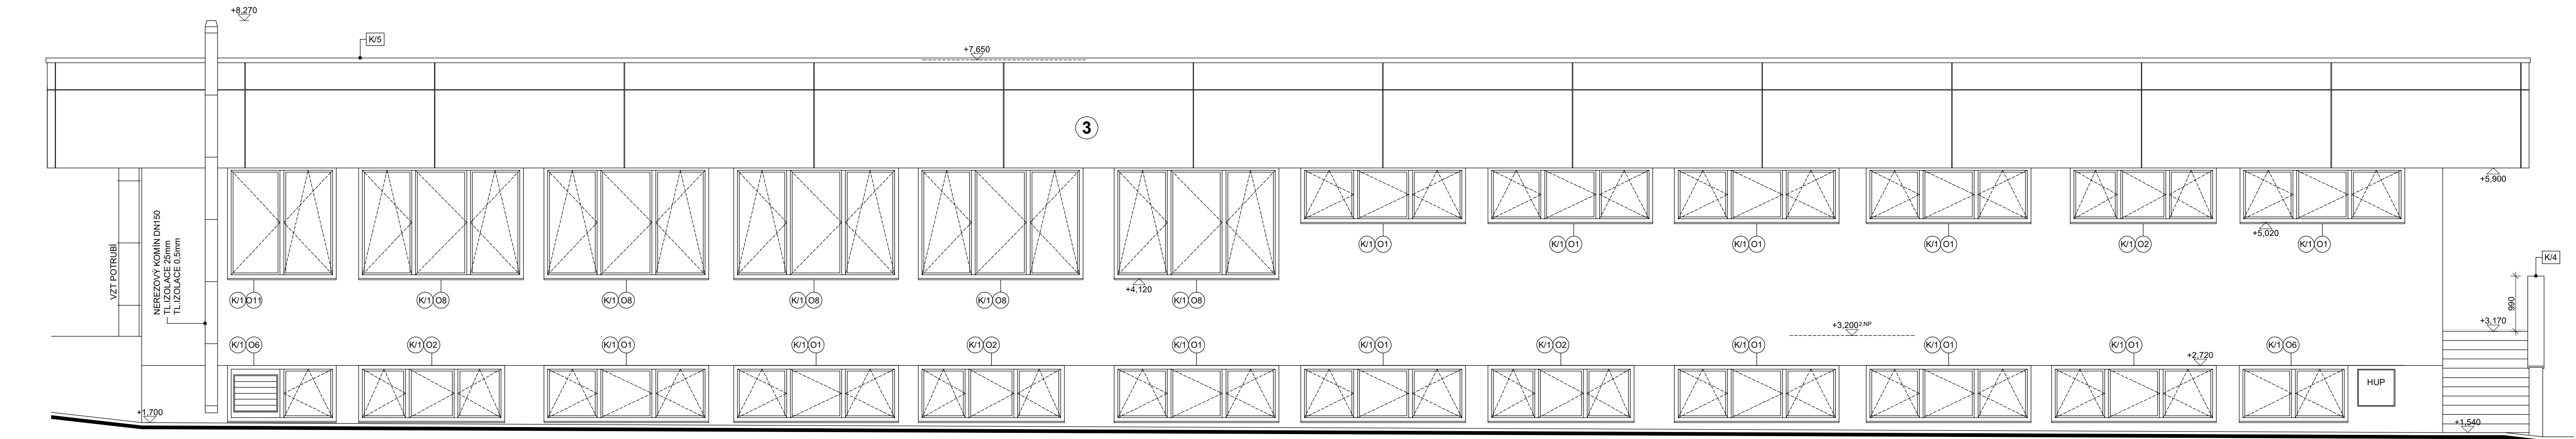 +8,270
K/5
+7,650
3
+5,900
VZT POTRUBÍ
NEREZOVÝ KOMÍN DN150
TL.IZOLACE 25mm
TL.IZOLACE 0,5mm
K/1 O1
K/1 O1
K/1 O1
K/1 O1
K/1 O2
+5,020
K/1 O1
K/4
+4,120
K/1 O11
K/1 O8
K/1 O8
K/1 O8
K/1 O8
K/1 O8
990
+3,200 2.NP
+3,170
K/1 O6
K/1 O2
K/1 O1
K/1 O1
K/1 O2
K/1 O1
K/1 O1
K/1 O2
K/1 O1
K/1 O1
K/1 O1
+2,720
K/1 O6
HUP
+1,700
+1,540